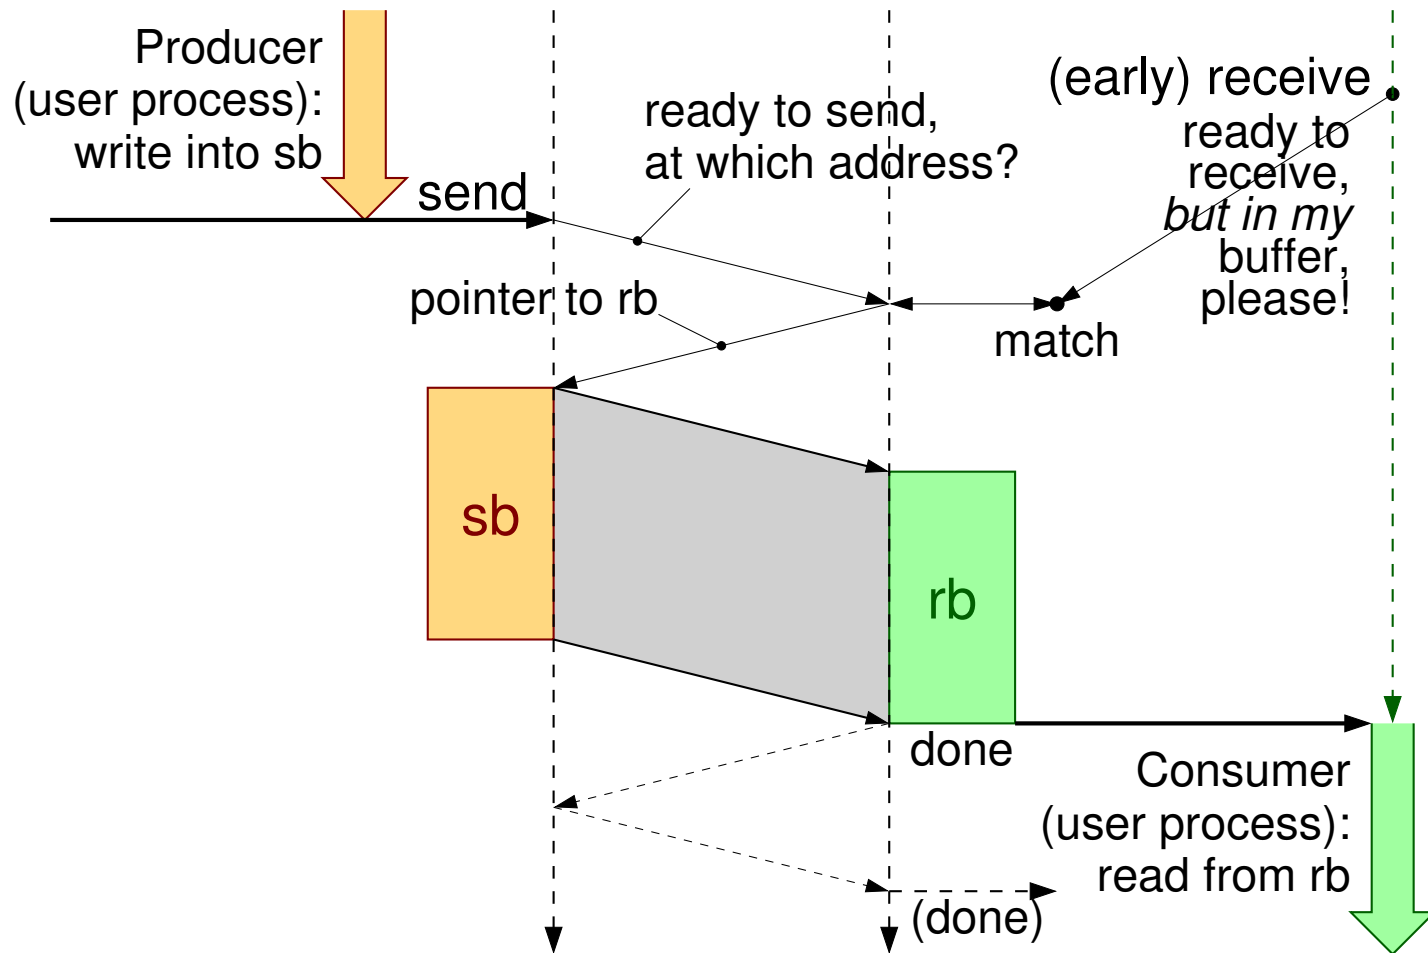 Producer
(user process):
write into sb
send
ready to send,
at which address?
(early) receive
ready to
receive,
but in my
buffer,
please!
pointer to rb
match
sb
rb
done
Consumer
(user process):
read from rb
(done)